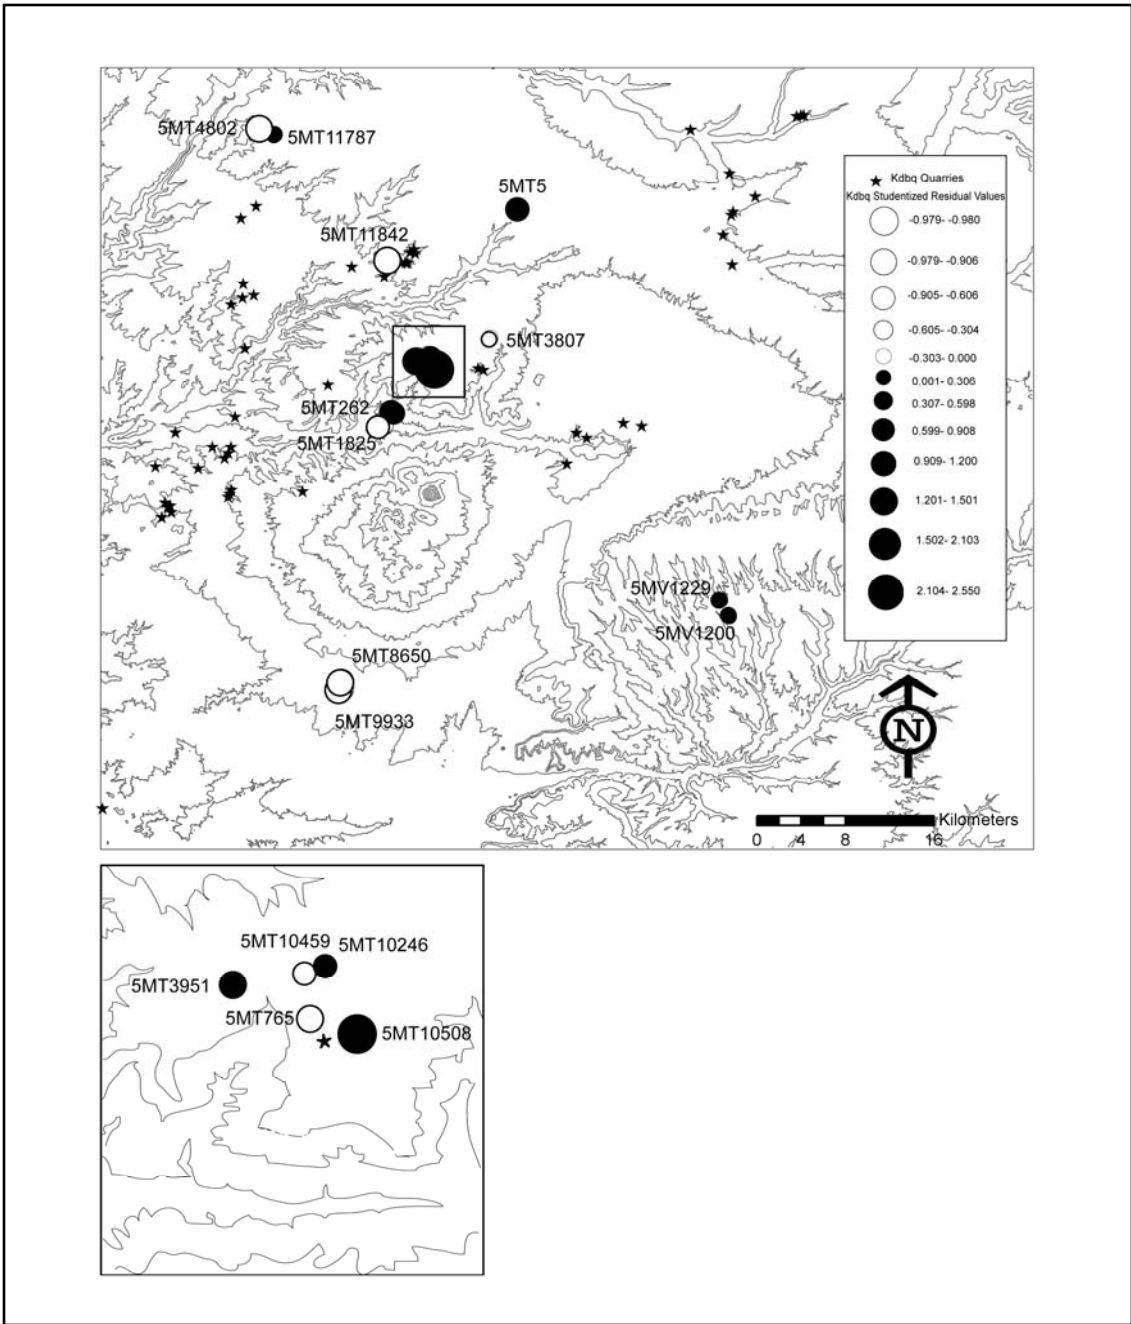 5MT4802
5MT11787
5MT5
5MT11842
5MT3807
5MT262
5MT1825
5MV1229
5MV1200
5MT8650
5MT9933
Kdbq Quarries
Kdbq Studentized Residual Values
-0.979- -0.980
-0.979- -0.906
-0.905- -0.606
-0.605- -0.304
-0.303- 0.000
0.001- 0.306
0.307- 0.598
0.599- 0.908
0.909- 1.200
1.201- 1.501
1.502- 2.103
2.104- 2.550
N
Kilometers
0 4 8 16
5MT10459
5MT10246
5MT3951
5MT765
5MT10508